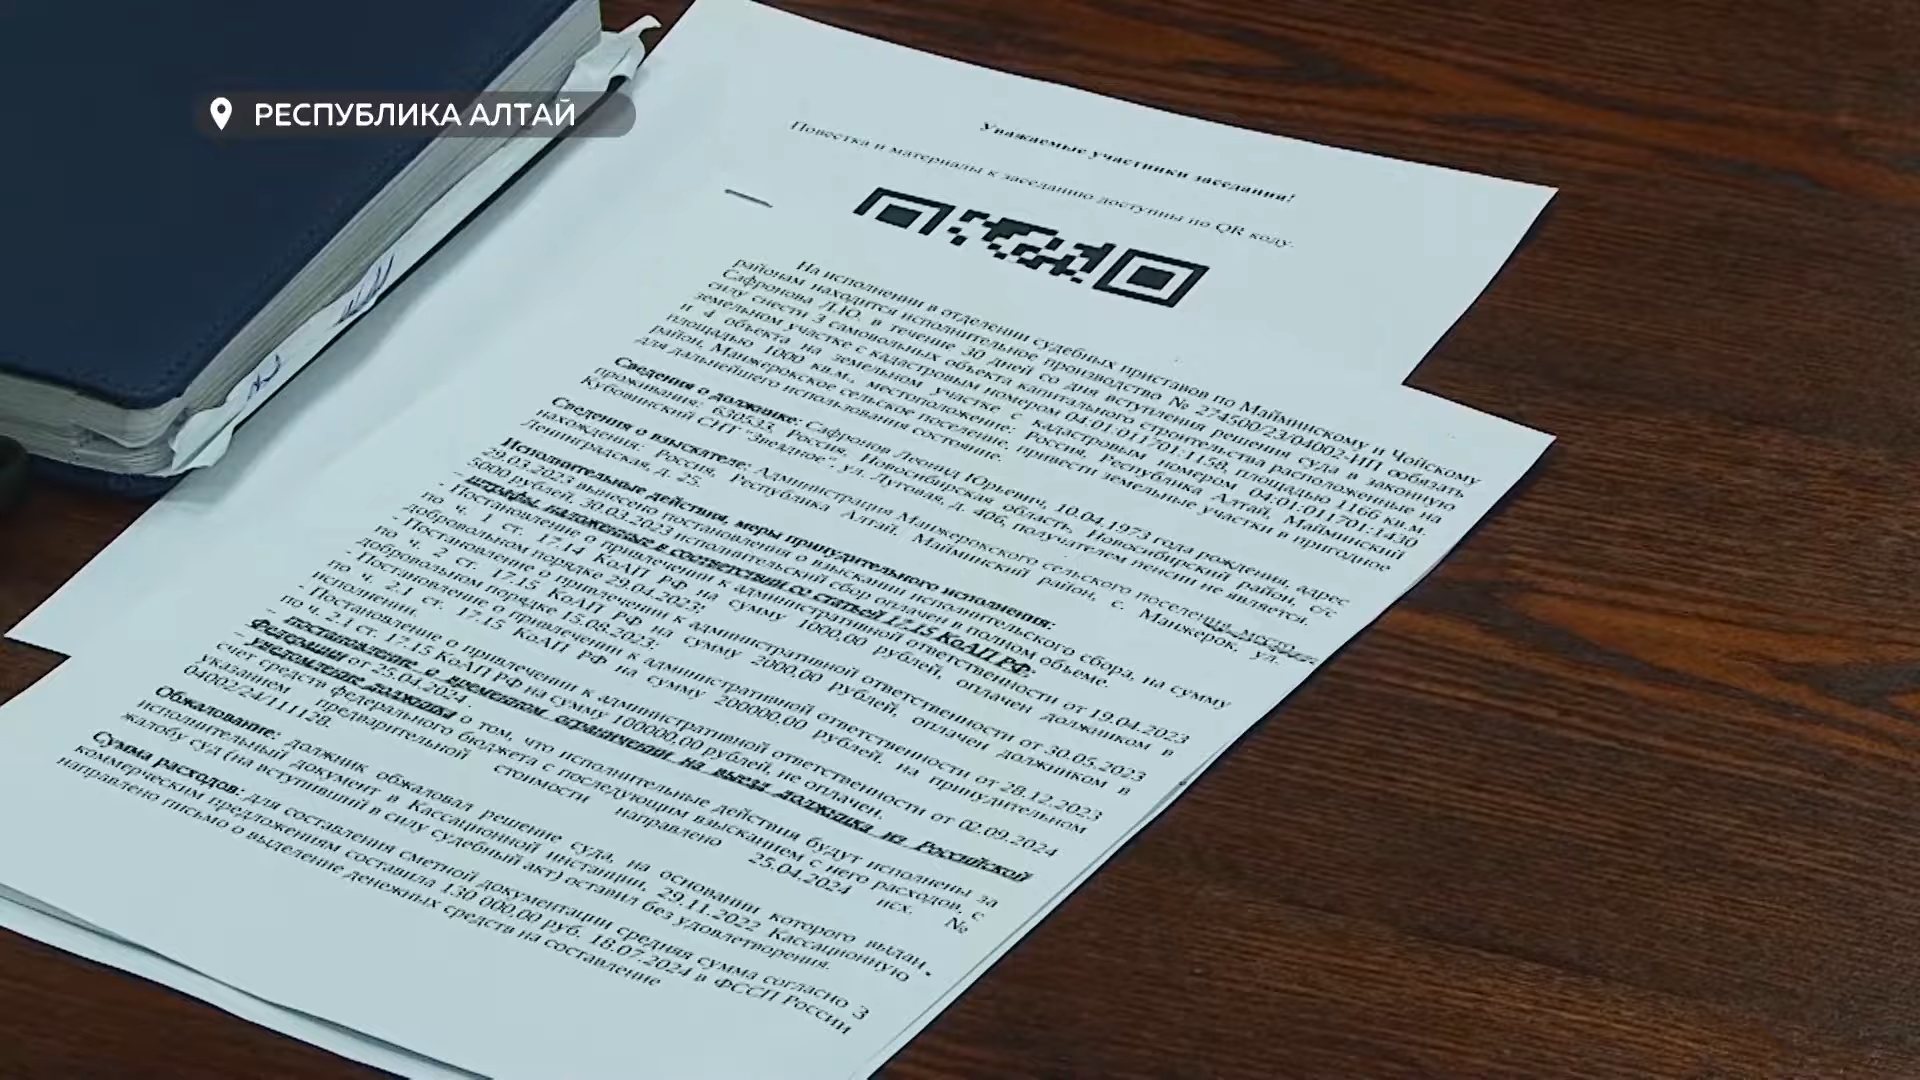 РЕСПУБЛИКА АЛТАЙ
Уважаемые участники заседания!
Повестка и материалы к заседанию доступны по QR коду.
На исполнении в отделении судебных приставов по Майминскому и Чойскому
районам находится исполнительное производство № 274500/23/04002-ИП обязать
Сафронова Л.Ю. в течение 30 дней со дня вступления решения суда в законную
силу снести 3 самовольных объекта капитального строительства расположенные на
земельном участке с кадастровым номером 04:01:011701:1158, площадью 1166 кв.м.
и 4 объекта на земельном участке с кадастровым номером 04:01:011701:1430
площадью 1000 кв.м., местоположение: Россия, Республика Алтай, Майминский
район, Манжерокское сельское поселение, привести земельные участки в пригодное
для дальнейшего использования состояние.
Сведения о должнике: Сафронов Леонид Юрьевич, 10.04.1973 года рождения, адрес
проживания: 630533, Россия, Новосибирская область, Новосибирский район, с/с
Кубовинский СНТ "Звездное", ул. Луговая, д. 406, получателем пенсии не является.
Сведения о взыскателе: Администрация Манжерокского сельского поселения, место
нахождения: Россия, Республика Алтай, Майминский район, с. Манжерок, ул.
Ленинградская, д. 25.
Исполнительные действия, меры принудительного исполнения:
29.03.2023 вынесено постановления о взыскании исполнительского сбора, на сумму
5000 рублей. 30.03.2023 исполнительский сбор оплачен в полном объеме.
штрафы, наложенные в соответствии со статьей 17.15 КоАП РФ:
- Постановление о привлечении к административной ответственности от 19.04.2023
по ч. 1 ст. 17.14 КоАП РФ на сумму 1000,00 рублей, оплачен должником в
добровольном порядке 29.04.2023;
- Постановление о привлечении к административной ответственности от 30.05.2023
по ч. 2 ст. 17.15 КоАП РФ на сумму 2000,00 рублей, оплачен должником в
добровольном порядке 15.08.2023;
- Постановление о привлечении к административной ответственности от 28.12.2023
по ч. 2.1 ст. 17.15 КоАП РФ на сумму 200000,00 рублей, на принудительном
исполнении.
- Постановление о привлечении к административной ответственности от 02.09.2024
по ч. 2.1 ст. 17.15 КоАП РФ на сумму 100000,00 рублей, не оплачен.
- постановление о временном ограничении на выезд должника из Российской
Федерации от 25.04.2024.
- уведомление должника о том, что исполнительные действия будут исполнены за
счет средств федерального бюджета с последующим взысканием с него расходов, с
указанием предварительной стоимости направлено 25.04.2024 исх. №
04002/24/111128.
Обжалование: должник обжаловал решение суда, на основании которого выдан
исполнительный документ в Кассационной инстанции, 29.11.2022 Кассационную
жалобу суд (на вступивший в силу судебный акт) оставил без удовлетворения.
Сумма расходов: для составления сметной документации средняя сумма согласно 3
коммерческим предложениям составила 130 000,00 руб. 18.07.2024 в ФССП России
направлено письмо о выделение денежных средств на составление